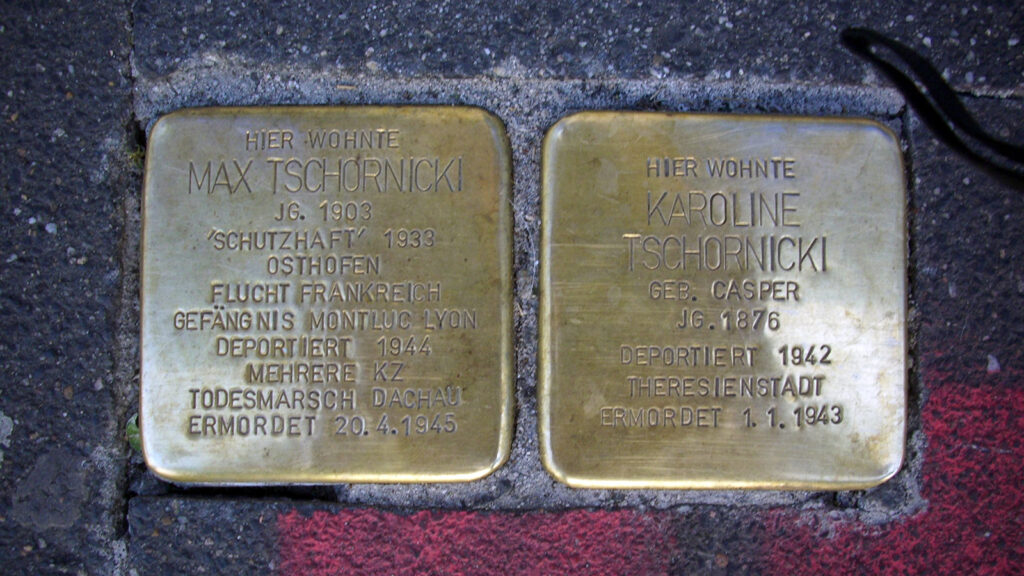 HIER WOHNTE
MAX TSCHORNICKI
JG. 1903
"SCHUTZHAFT" 1933
OSTHOFEN
FLUCHT FRANKREICH
GEFÄNGNIS MONTLUC LYON
DEPORTIERT 1944
MEHRERE KZ
TODESMARSCH DACHAU
ERMORDET 20.4.1945
HIER WOHNTE
KAROLINE
TSCHORNICKI
GEB. CASPER
JG. 1876
DEPORTIERT 1942
THERESIENSTADT
ERMORDET 1.1.1943